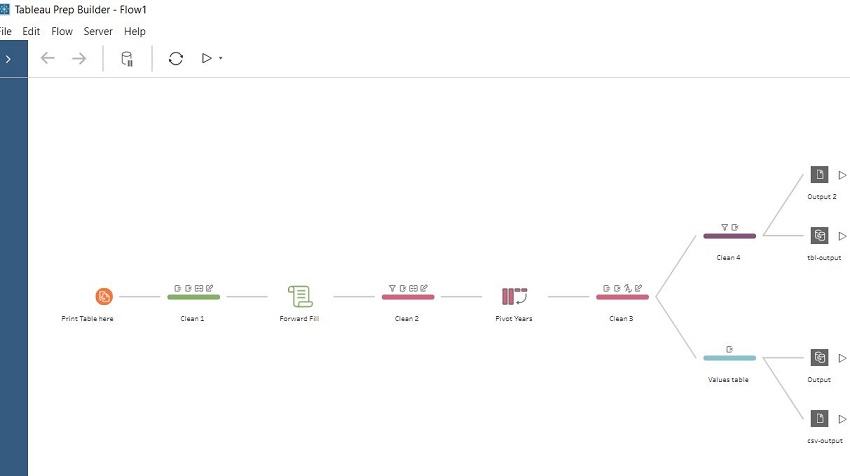 Tableau Prep Builder - Flow1
File Edit Flow Server Help
Output 2
Clean 4
tbl-output
Print Table here
Clean 1
Forward Fill
Clean 2
Pivot Years
Clean 3
Values table
Output
csv-output